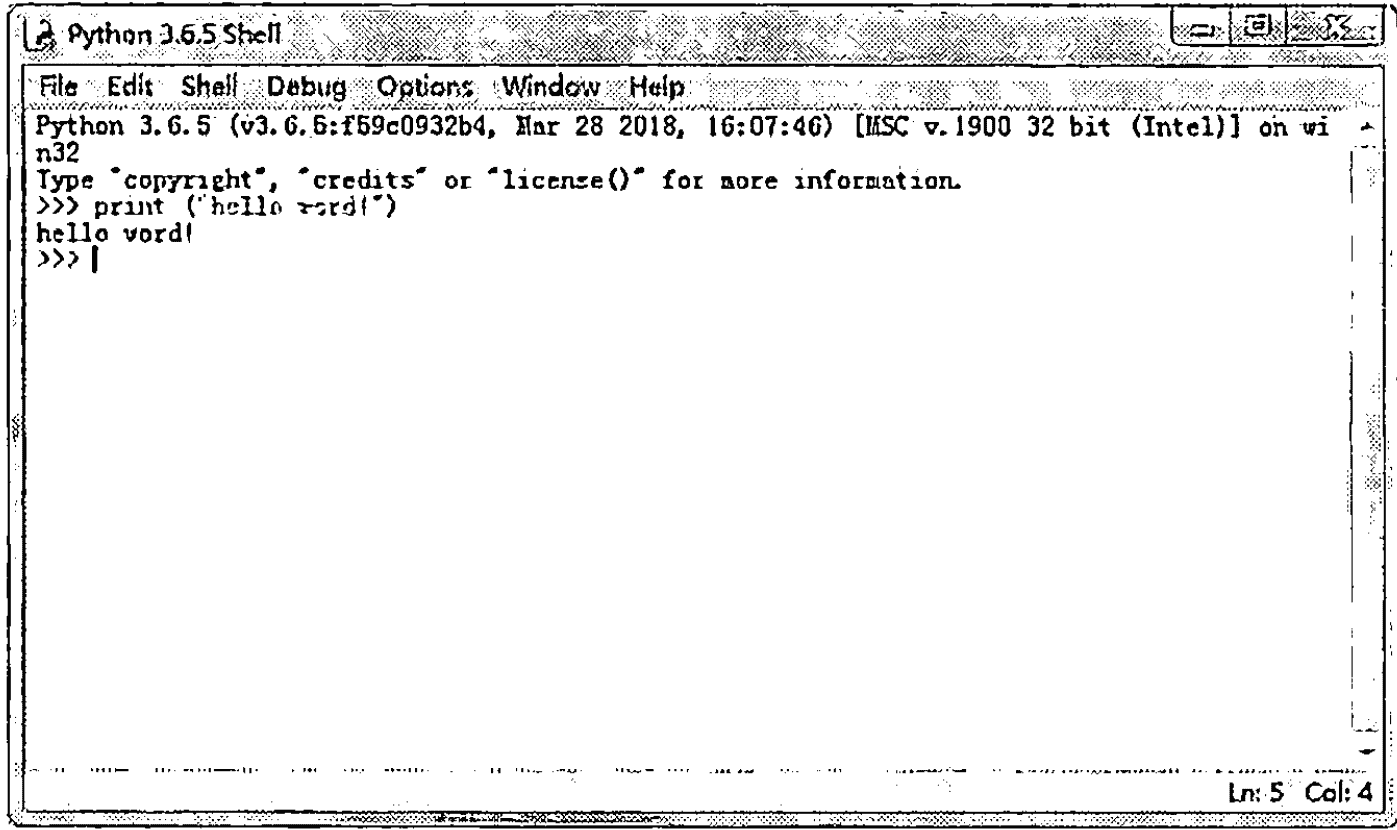 Python 3.6.5 Shell
File Edit Shell Debug Options Window Help
Python 3.6.5 (v3.6.5:f59c0932b4, Mar 28 2018, 16:07:46) [MSC v.1900 32 bit (Intel)] on wi
n32
Type "copyright", "credits" or "license()" for more information.
>>> print ("hello word!")
hello word!
>>>
Ln: 5 Col: 4